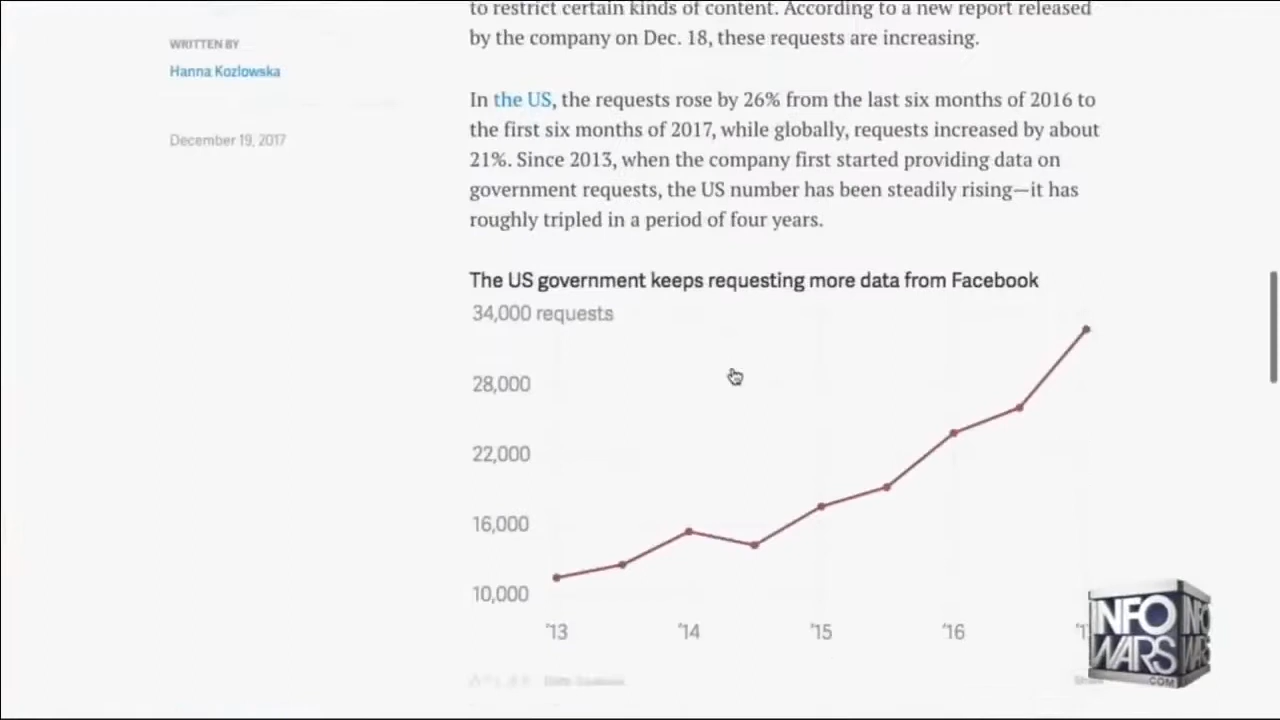 to restrict certain kinds of content. According to a new report released
by the company on Dec. 18, these requests are increasing.
WRITTEN BY
Hanna Kozlowska
December 19, 2017
In the US, the requests rose by 26% from the last six months of 2016 to
the first six months of 2017, while globally, requests increased by about
21%. Since 2013, when the company first started providing data on
government requests, the US number has been steadily rising—it has
roughly tripled in a period of four years.
The US government keeps requesting more data from Facebook
34,000 requests
28,000
22,000
16,000
10,000
'13 '14 '15 '16
INFO
WARS
.COM
INFO
WARS